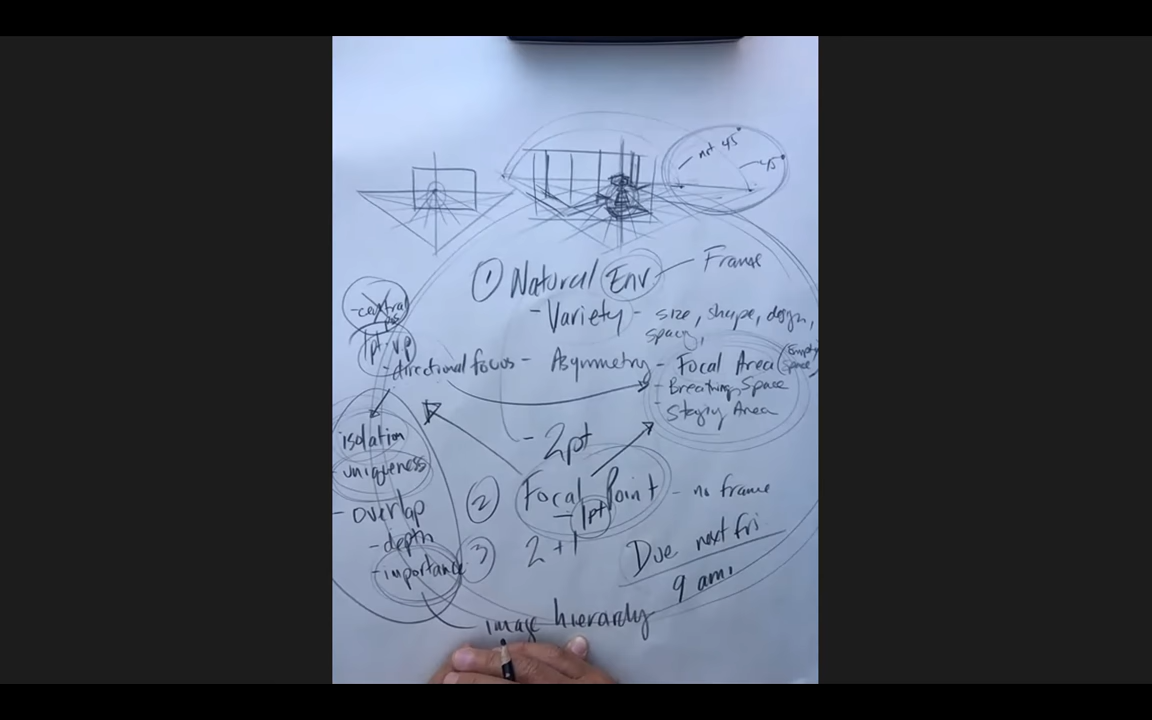 not 45°
45°
① Natural Env — Frame
- Variety - size, shape, design,
spacing,
- central
pos
1pt-vp
- directional focus - Asymmetry - Focal Area (Empty
Space
- Breathing Space
- Staging Area
isolation
- uniqueness
- overlap
- depth
- importance
- 2pt
② Focal Point - no frame
- 1pt
③ 2 + 1
Due next fri
9 am.
image hierarchy